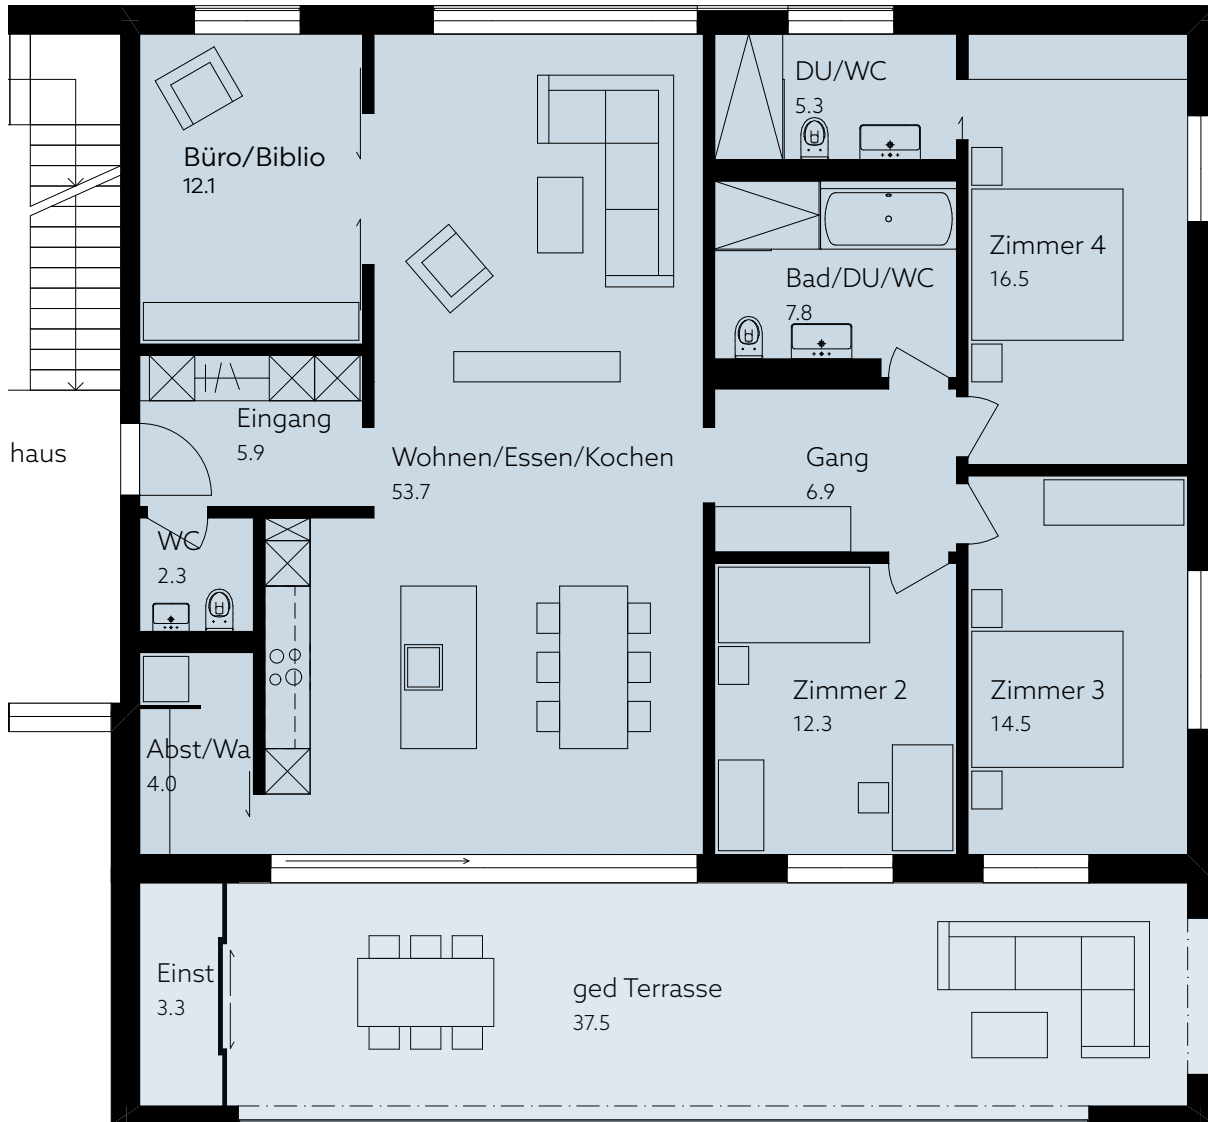 DU/WC
5.3
Büro/Biblio
12.1
Zimmer 4
16.5
Bad/DU/WC
7.8
Eingang
5.9
haus
Wohnen/Essen/Kochen
53.7
Gang
6.9
WC
2.3
Zimmer 2
12.3
Zimmer 3
14.5
Abst/Wa
4.0
Einst
3.3
ged Terrasse
37.5